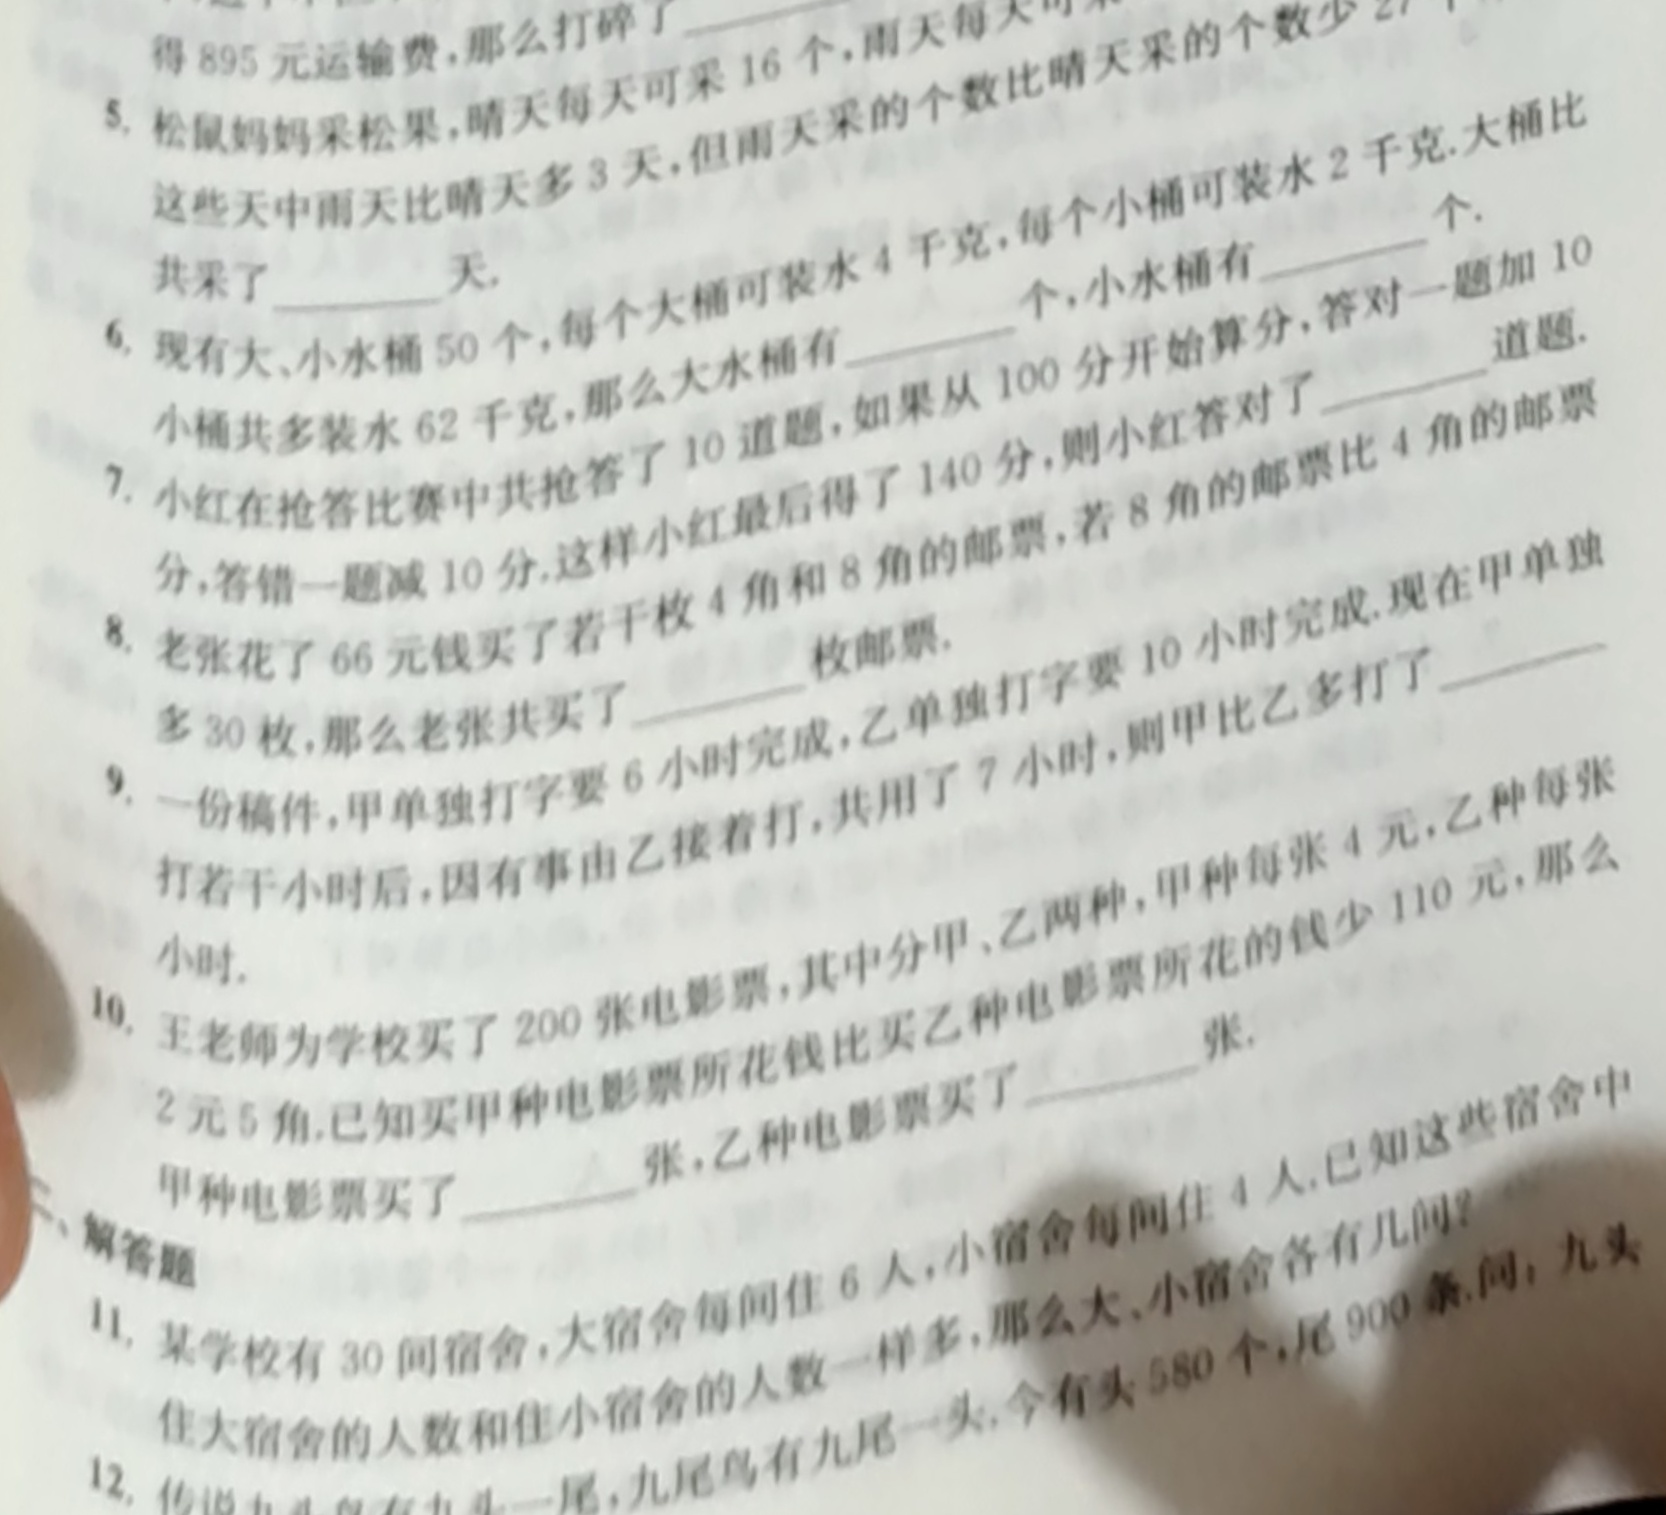 得 895 元运输费,那么打碎了
5. 松鼠妈妈采松果,晴天每天可采 16 个,雨天每天可采
这些天中雨天比晴天多 3 天,但雨天采的个数比晴天采的个数少 27
共采了________天.
6. 现有大、小水桶 50 个,每个大桶可装水 4 千克,每个小桶可装水 2 千克.大桶比
小桶共多装水 62 千克,那么大水桶有________个,小水桶有________个.
7. 小红在抢答比赛中共抢答了 10 道题,如果从 100 分开始算分,答对一题加 10
分,答错一题减 10 分.这样小红最后得了 140 分,则小红答对了________道题.
8. 老张花了 66 元钱买了若干枚 4 角和 8 角的邮票,若 8 角的邮票比 4 角的邮票
多 30 枚,那么老张共买了________枚邮票.
9. 一份稿件,甲单独打字要 6 小时完成,乙单独打字要 10 小时完成.现在甲单独
打若干小时后,因有事由乙接着打,共用了 7 小时,则甲比乙多打了________
小时.
10. 王老师为学校买了 200 张电影票,其中分甲、乙两种,甲种每张 4 元,乙种每张
2 元 5 角.已知买甲种电影票所花钱比买乙种电影票所花的钱少 110 元,那么
甲种电影票买了________张,乙种电影票买了________张.
二、解答题
11. 某学校有 30 间宿舍,大宿舍每间住 6 人,小宿舍每间住 4 人.已知这些宿舍中
住大宿舍的人数和住小宿舍的人数一样多,那么大、小宿舍各有几间?
12. 传说九头鸟有九头一尾,九尾鸟有九尾一头.今有头 580 个,尾 900 条.问：九头